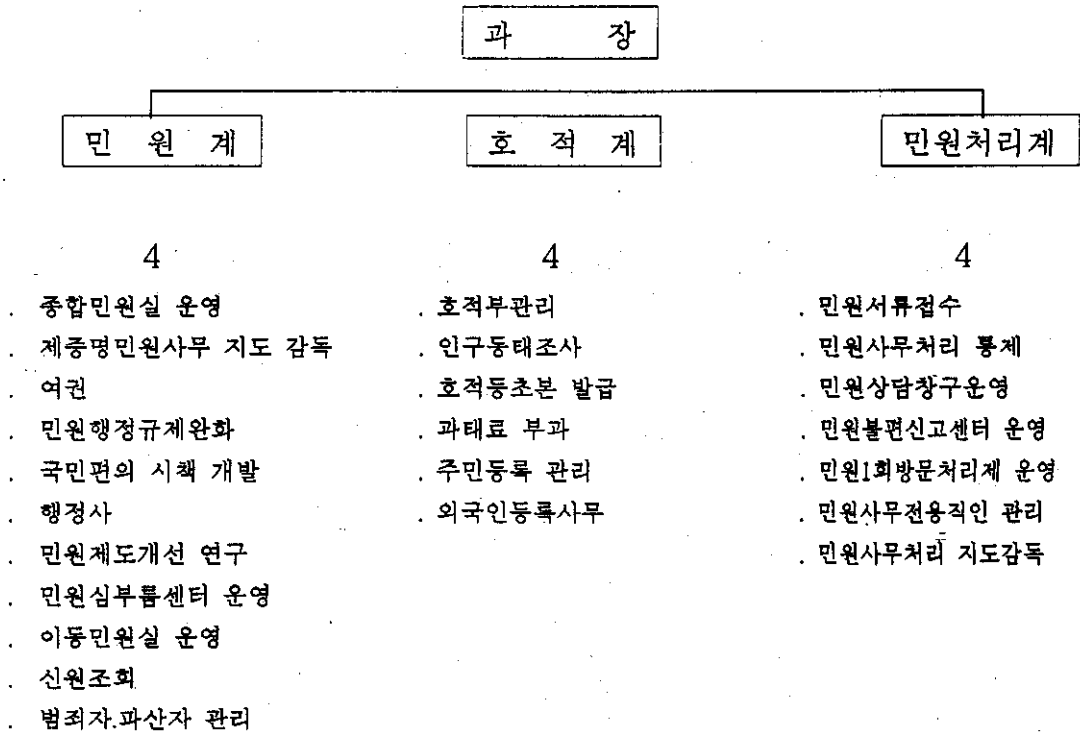 과 장
민 원 계
호 적 계
민원처리계
4
. 종합민원실 운영
. 제증명민원사무 지도 감독
. 여권
. 민원행정규제완화
. 국민편의 시책 개발
. 행정사
. 민원제도개선 연구
. 민원심부름센터 운영
. 이동민원실 운영
. 신원조회
. 범죄자.파산자 관리
4
. 호적부관리
. 인구동태조사
. 호적등초본 발급
. 과태료 부과
. 주민등록 관리
. 외국인등록사무
4
. 민원서류접수
. 민원사무처리 통제
. 민원상담창구운영
. 민원불편신고센터 운영
. 민원1회방문처리제 운영
. 민원사무전용직인 관리
. 민원사무처리 지도감독